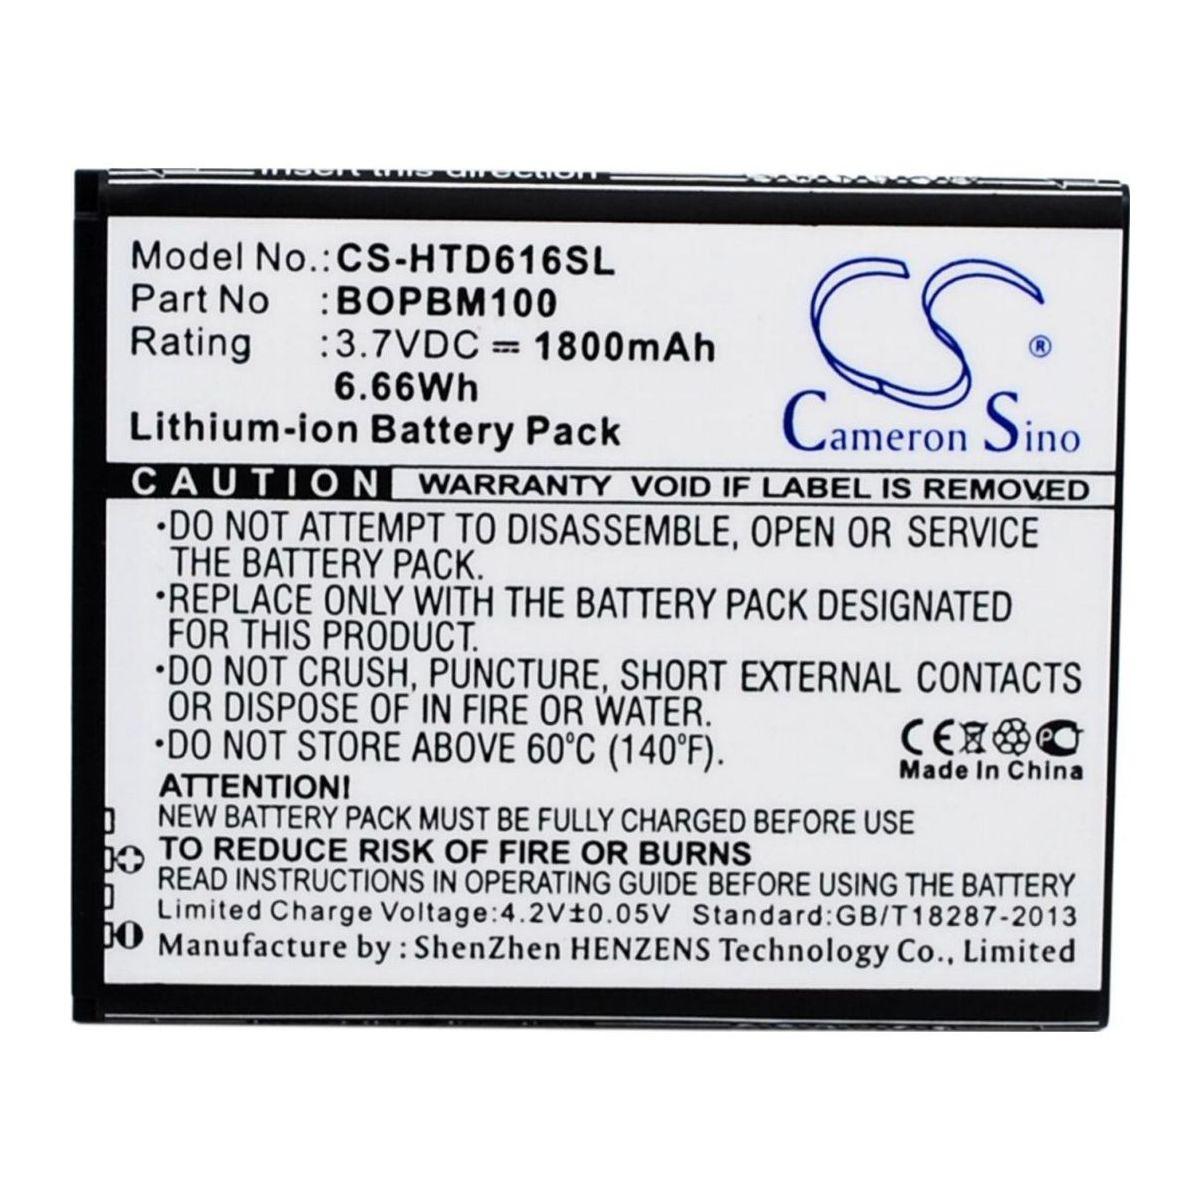 Insert this direction
Model No.:CS-HTD616SL
Part No :BOPBM100
Rating :3.7VDC ⎓ 1800mAh
6.66Wh
Lithium-ion Battery Pack
CS
®
Cameron Sino
CAUTION WARRANTY VOID IF LABEL IS REMOVED
•DO NOT ATTEMPT TO DISASSEMBLE, OPEN OR SERVICE
THE BATTERY PACK.
•REPLACE ONLY WITH THE BATTERY PACK DESIGNATED
FOR THIS PRODUCT.
•DO NOT CRUSH, PUNCTURE, SHORT EXTERNAL CONTACTS
OR DISPOSE OF IN FIRE OR WATER.
•DO NOT STORE ABOVE 60°C (140°F).
CE PC
Made In China
ATTENTION!
NEW BATTERY PACK MUST BE FULLY CHARGED BEFORE USE
TO REDUCE RISK OF FIRE OR BURNS
READ INSTRUCTIONS IN OPERATING GUIDE BEFORE USING THE BATTERY
Limited Charge Voltage:4.2V±0.05V Standard:GB/T18287-2013
Manufacture by : ShenZhen HENZENS Technology Co., Limited